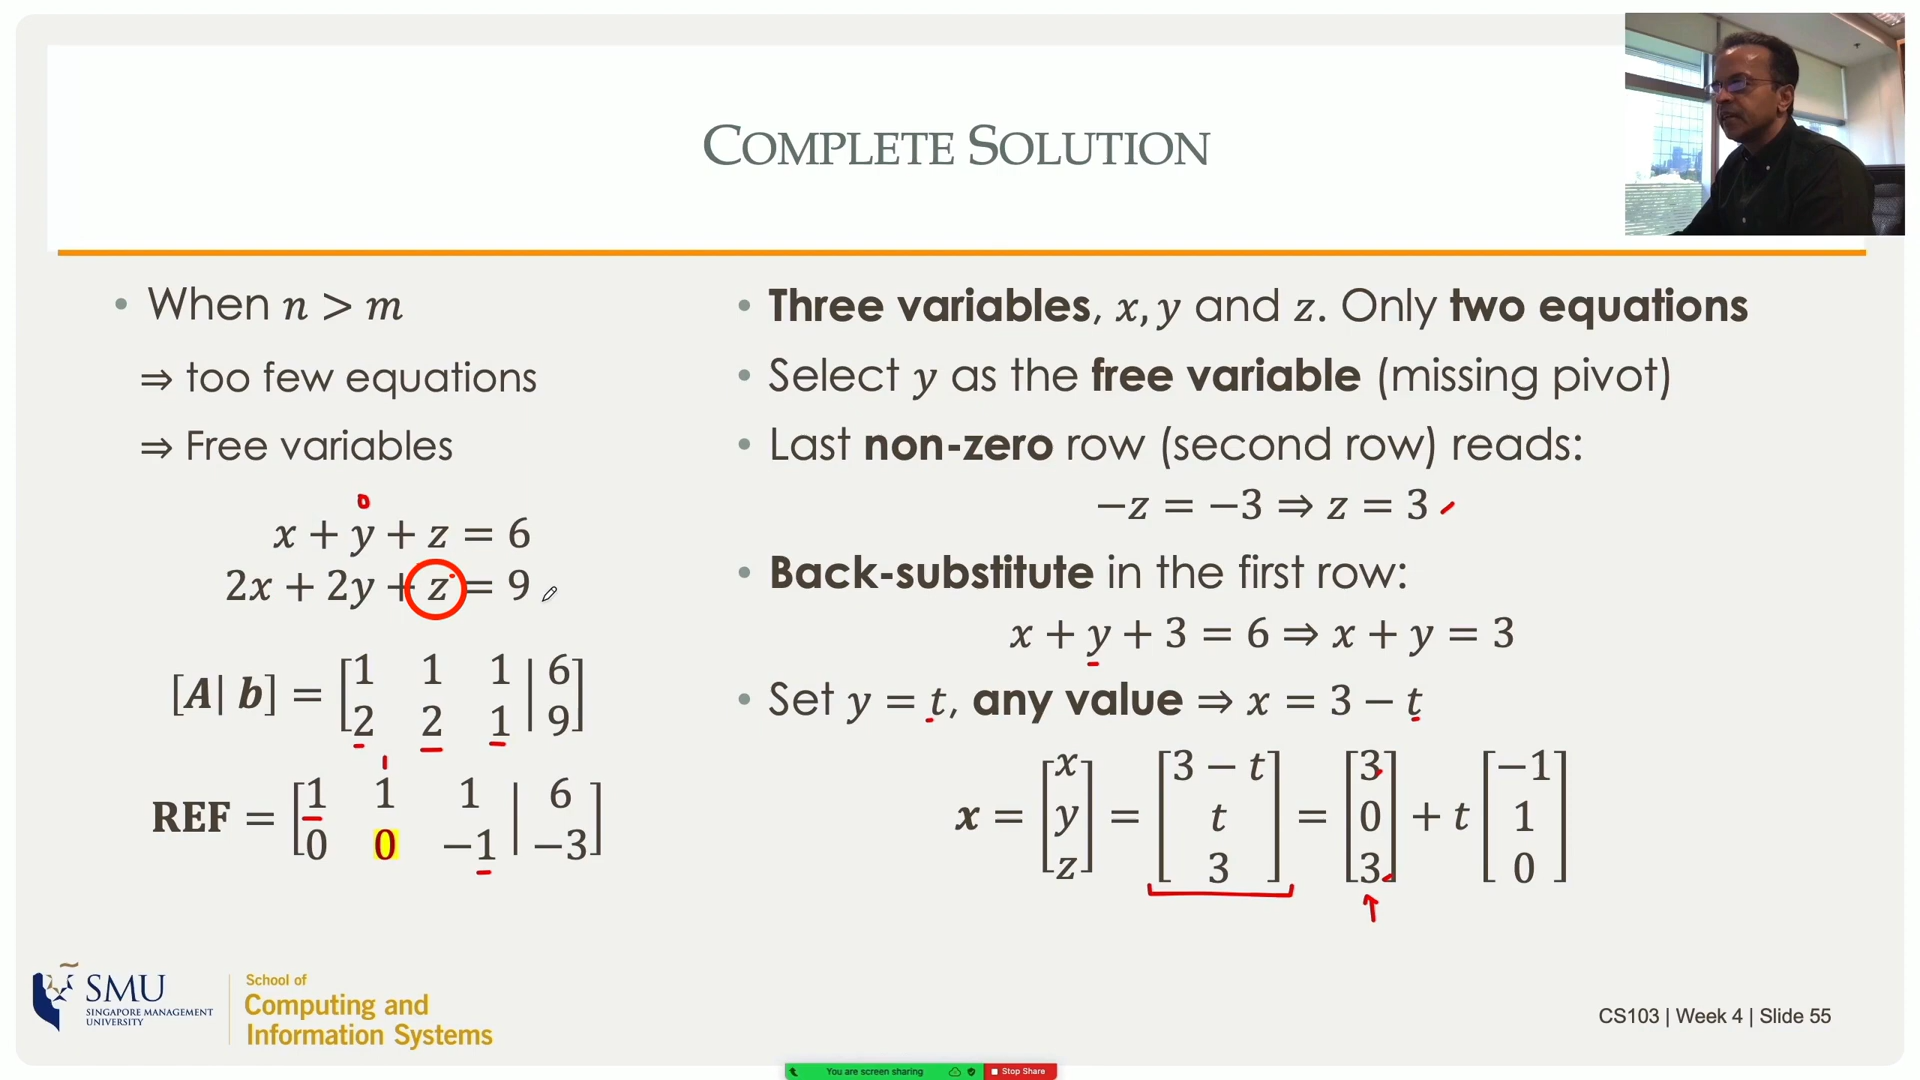 COMPLETE SOLUTION
• When n > m
⇒ too few equations
⇒ Free variables
x + y + z = 6
2x + 2y + z = 9
[A| b] = [1 1 1 | 6]
[2 2 1 | 9]
REF = [1 1 1 | 6]
[0 0 −1 | −3]
• Three variables, x, y and z. Only two equations
• Select y as the free variable (missing pivot)
• Last non-zero row (second row) reads:
−z = −3 ⇒ z = 3
• Back-substitute in the first row:
x + y + 3 = 6 ⇒ x + y = 3
• Set y = t, any value ⇒ x = 3 − t
x = [x y z] = [3 − t t 3] = [3 0 3] + t [−1 1 0]
SMU
SINGAPORE MANAGEMENT
UNIVERSITY
School of
Computing and
Information Systems
CS103 | Week 4 | Slide 55
You are screen sharing
Stop Share